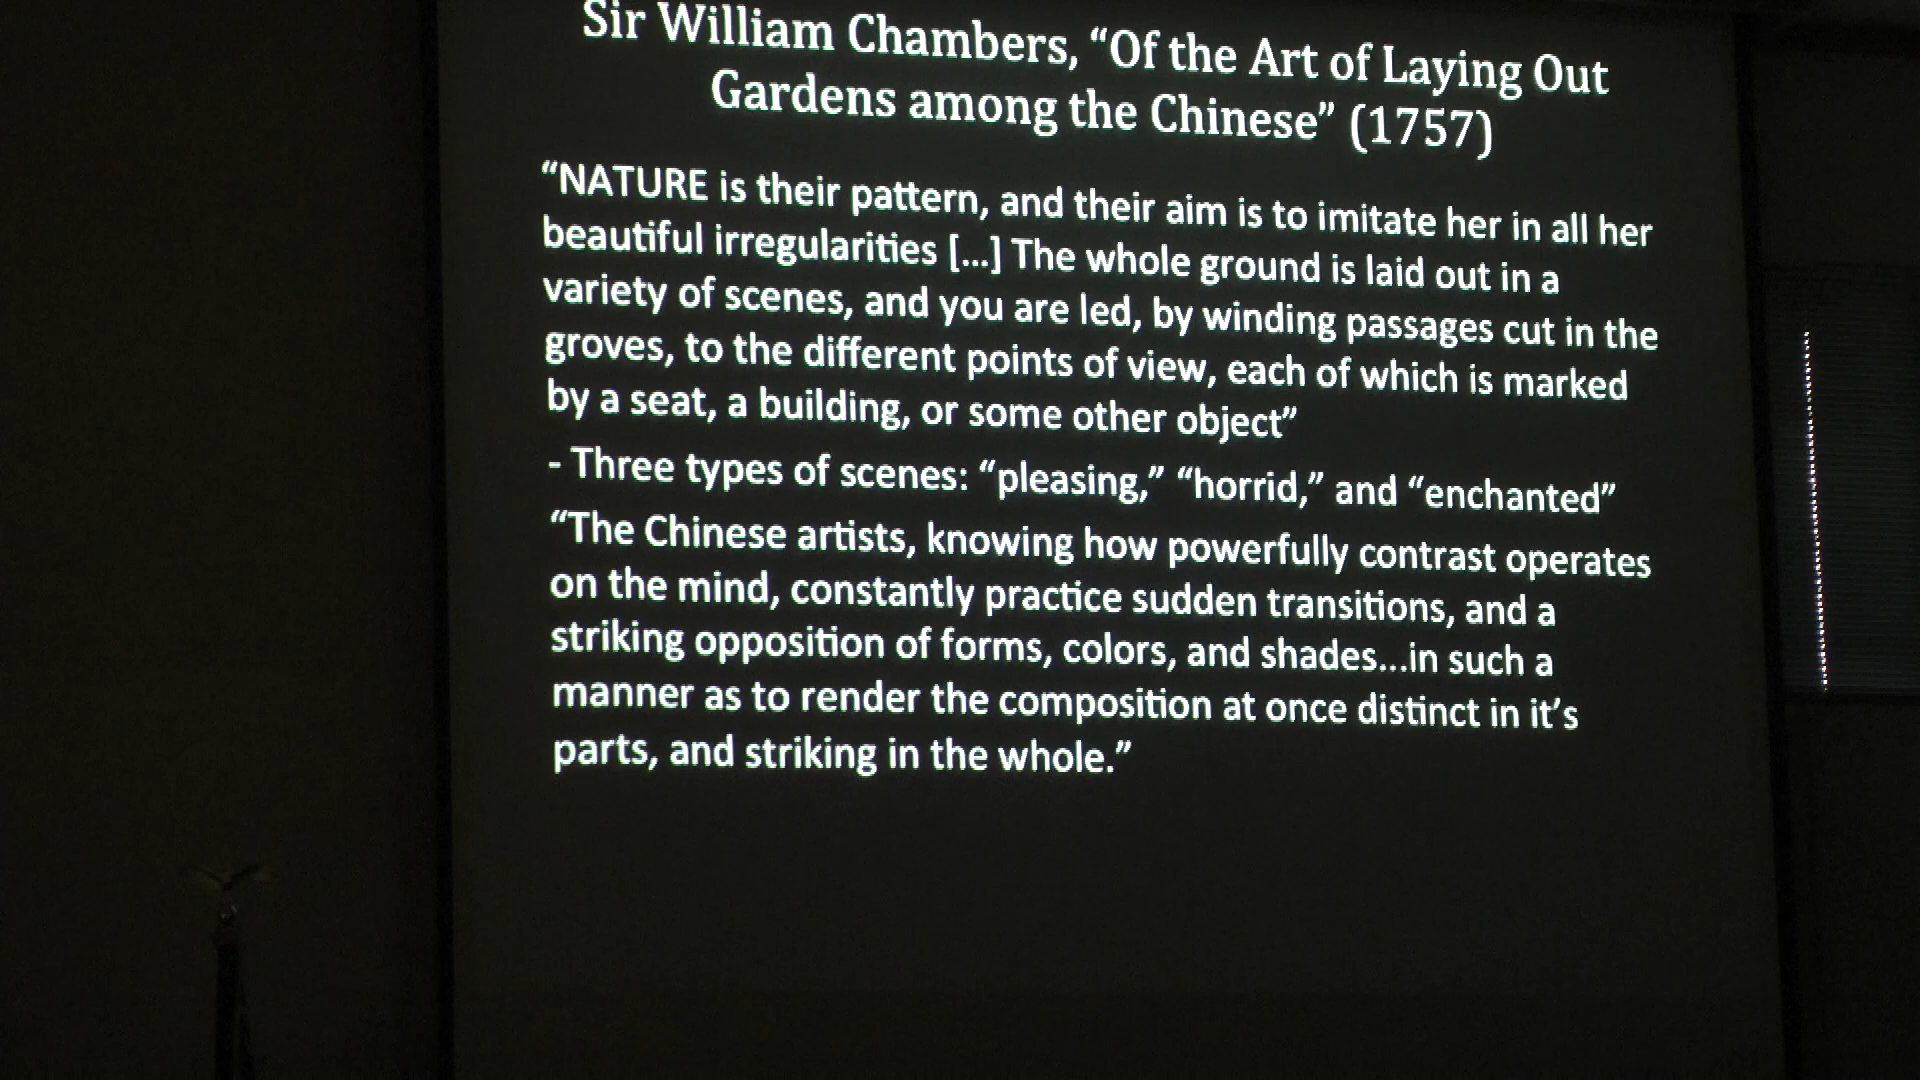 Sir William Chambers, “Of the Art of Laying Out
Gardens among the Chinese” (1757)
“NATURE is their pattern, and their aim is to imitate her in all her
beautiful irregularities [...] The whole ground is laid out in a
variety of scenes, and you are led, by winding passages cut in the
groves, to the different points of view, each of which is marked
by a seat, a building, or some other object”
- Three types of scenes: “pleasing,” “horrid,” and “enchanted”
“The Chinese artists, knowing how powerfully contrast operates
on the mind, constantly practice sudden transitions, and a
striking opposition of forms, colors, and shades...in such a
manner as to render the composition at once distinct in it’s
parts, and striking in the whole.”